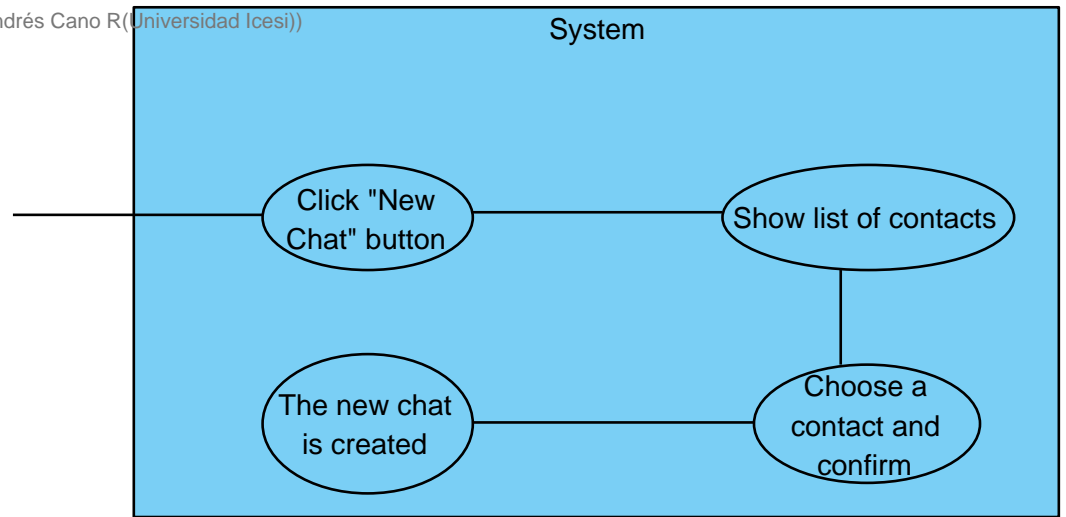 ndrés Cano R(Universidad Icesi))
System
Click "New
Chat" button
Show list of contacts
The new chat
is created
Choose a
contact and
confirm